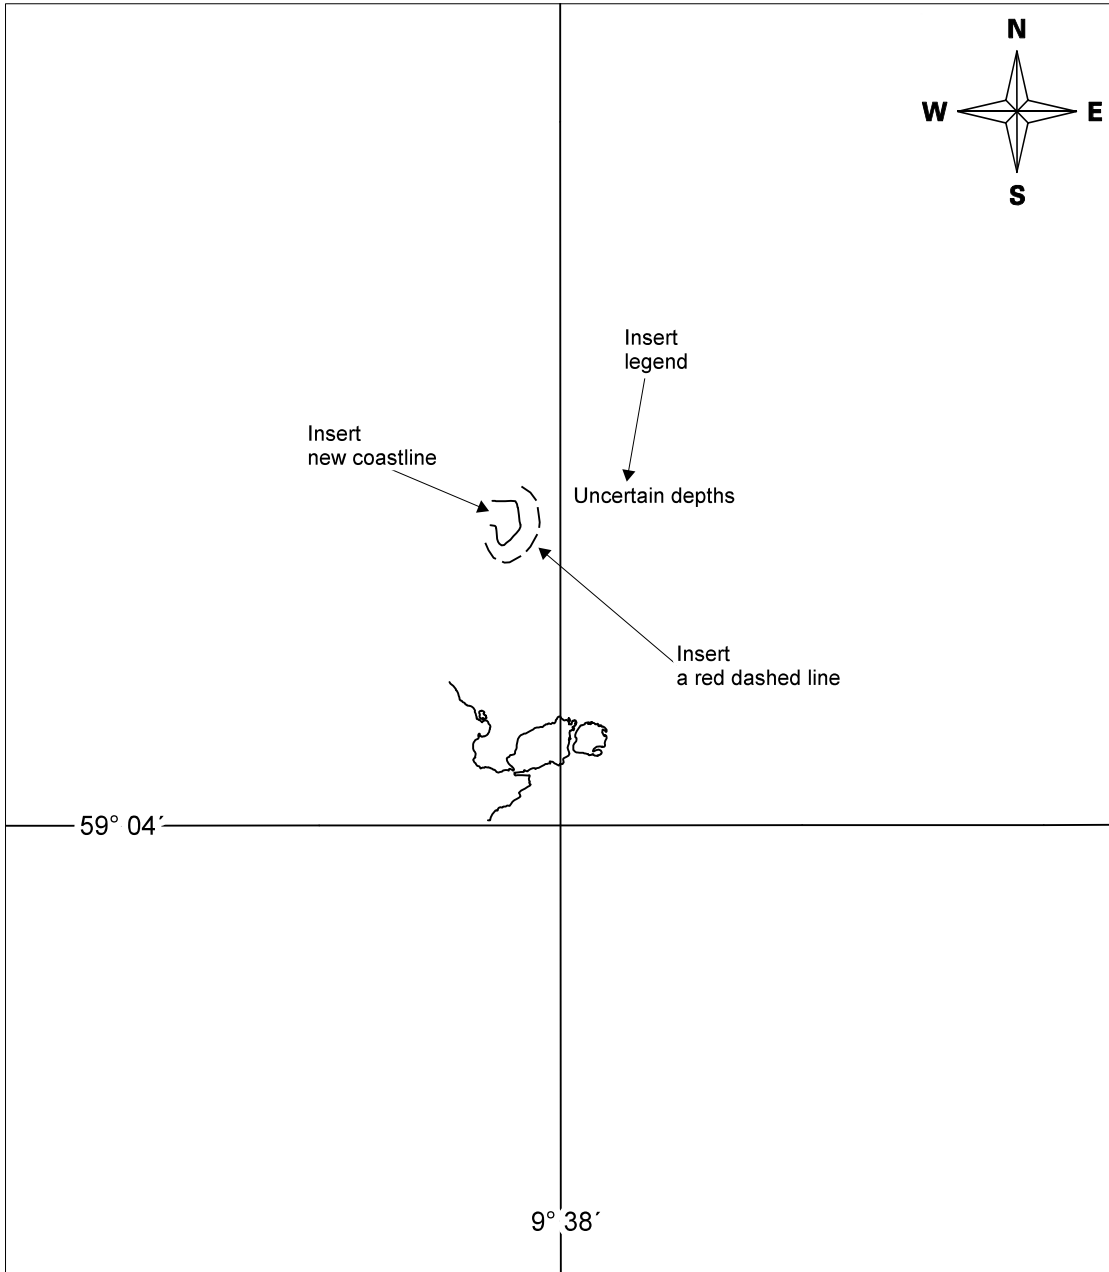 N
W
E
S
Insert
legend
Insert
new coastline
Uncertain depths
Insert
a red dashed line
59° 04´
9° 38´